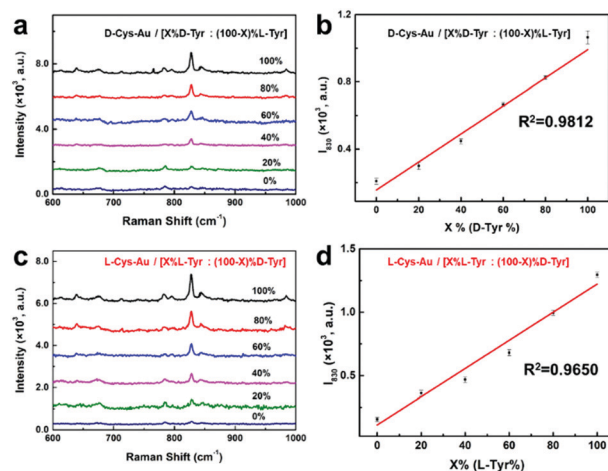 a
D-Cys-Au / [X%D-Tyr : (100-X)%L-Tyr]
Intensity (×10³, a.u.)
8.0
6.0
4.0
2.0
0.0
100%
80%
60%
40%
20%
0%
600 700 800 900 1000
Raman Shift (cm⁻¹)
b
D-Cys-Au / [X%D-Tyr : (100-X)%L-Tyr]
I₈₃₀ (×10³, a.u.)
1.2
0.8
0.4
R²=0.9812
0 20 40 60 80 100
X % (D-Tyr %)
c
L-Cys-Au / [X%L-Tyr : (100-X)%D-Tyr]
Intensity (×10³, a.u.)
8.0
6.0
4.0
2.0
0.0
100%
80%
60%
40%
20%
0%
600 700 800 900 1000
Raman Shift (cm⁻¹)
d
L-Cys-Au / [X%L-Tyr : (100-X)%D-Tyr]
I₈₃₀ (×10³, a.u.)
1.5
1.0
0.5
R²=0.9650
0 20 40 60 80 100
X% (L-Tyr%)